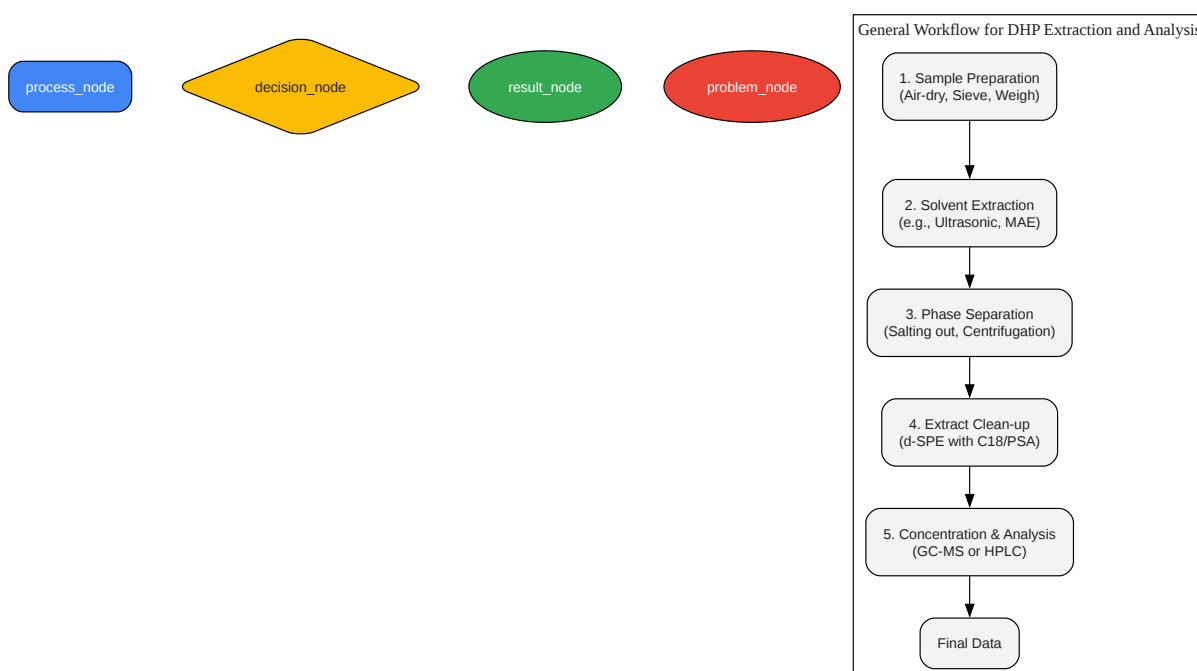 process_node
decision_node
result_node
problem_node
General Workflow for DHP Extraction and Analysis
1. Sample Preparation
(Air-dry, Sieve, Weigh)
2. Solvent Extraction
(e.g., Ultrasonic, MAE)
3. Phase Separation
(Salting out, Centrifugation)
4. Extract Clean-up
(d-SPE with C18/PSA)
5. Concentration & Analysis
(GC-MS or HPLC)
Final Data